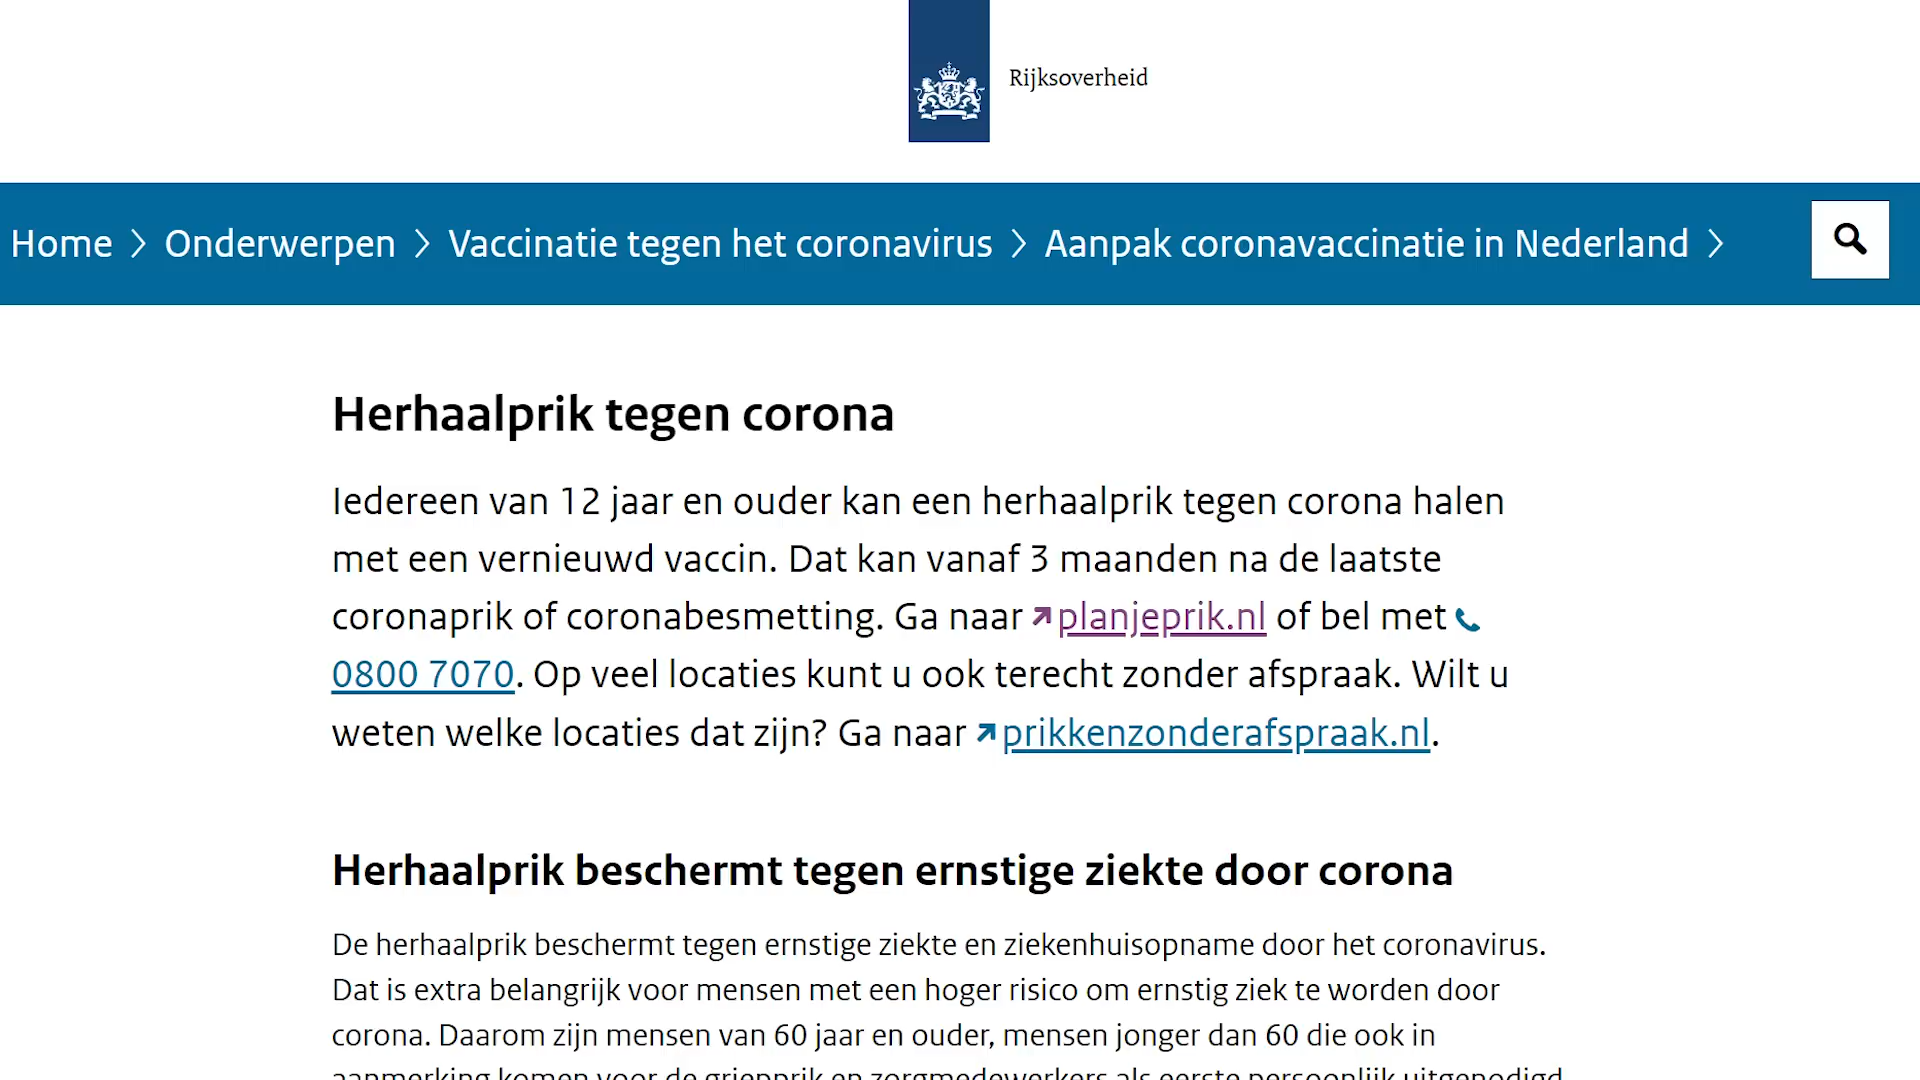 Rijksoverheid
Home > Onderwerpen > Vaccinatie tegen het coronavirus > Aanpak coronavaccinatie in Nederland >
Herhaalprik tegen corona
Iedereen van 12 jaar en ouder kan een herhaalprik tegen corona halen
met een vernieuwd vaccin. Dat kan vanaf 3 maanden na de laatste
coronaprik of coronabesmetting. Ga naar planjeprik.nl of bel met
0800 7070. Op veel locaties kunt u ook terecht zonder afspraak. Wilt u
weten welke locaties dat zijn? Ga naar prikkenzonderafspraak.nl.
Herhaalprik beschermt tegen ernstige ziekte door corona
De herhaalprik beschermt tegen ernstige ziekte en ziekenhuisopname door het coronavirus.
Dat is extra belangrijk voor mensen met een hoger risico om ernstig ziek te worden door
corona. Daarom zijn mensen van 60 jaar en ouder, mensen jonger dan 60 die ook in
aanmerking komen voor de griepprik en zorgmedewerkers als eerste persoonlijk uitgenodigd